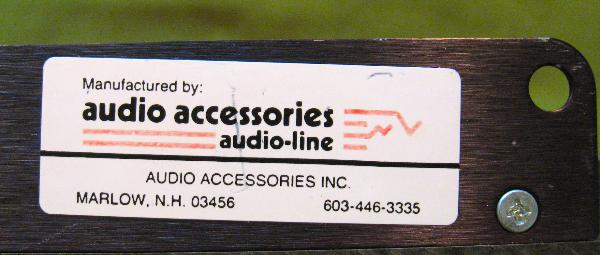 Manufactured by:
audio accessories
audio-line
AUDIO ACCESSORIES INC.
MARLOW, N.H. 03456 603-446-3335